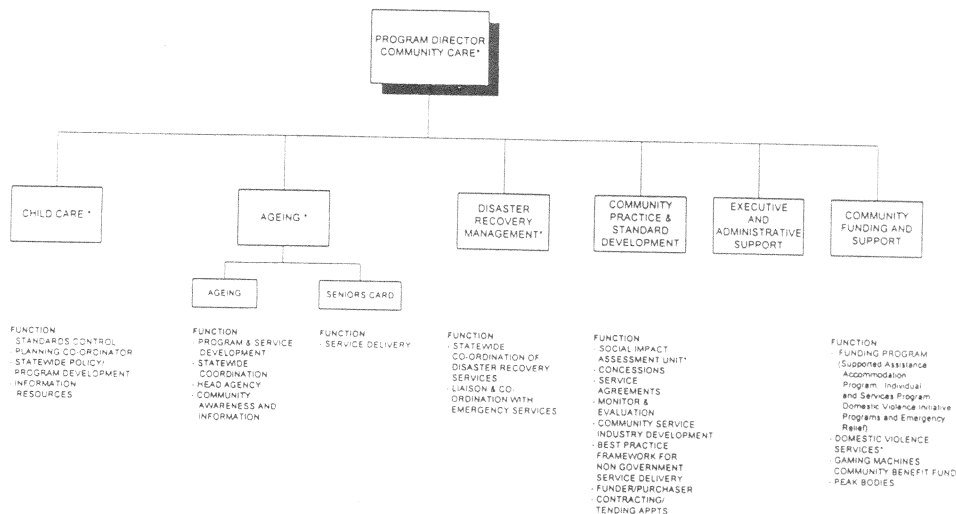 PROGRAM DIRECTOR
COMMUNITY CARE*
CHILD CARE *
AGEING *
DISASTER
RECOVERY
MANAGEMENT*
COMMUNITY
PRACTICE &
STANDARD
DEVELOPMENT
EXECUTIVE
AND
ADMINISTRATIVE
SUPPORT
COMMUNITY
FUNDING AND
SUPPORT
AGEING
SENIORS CARD
FUNCTION
STANDARDS CONTROL
- PLANNING CO-ORDINATOR
- STATEWIDE POLICY/
PROGRAM DEVELOPMENT
- INFORMATION
RESOURCES
FUNCTION
- PROGRAM & SERVICE
DEVELOPMENT
- STATEWIDE
COORDINATION
- HEAD AGENCY
- COMMUNITY
AWARENESS AND
INFORMATION
FUNCTION
- SERVICE DELIVERY
FUNCTION
- STATEWIDE
CO-ORDINATION OF
DISASTER RECOVERY
SERVICES
- LIAISON & CO-
ORDINATION WITH
EMERGENCY SERVICES
FUNCTION
- SOCIAL IMPACT
ASSESSMENT UNIT*
- CONCESSIONS
- SERVICE
AGREEMENTS
- MONITOR &
EVALUATION
- COMMUNITY SERVICE
INDUSTRY DEVELOPMENT
- BEST PRACTICE
FRAMEWORK FOR
NON GOVERNMENT
SERVICE DELIVERY
- FUNDER/PURCHASER
- CONTRACTING/
TENDING APPTS
FUNCTION
- FUNDING PROGRAM
(Supported Assistance
Accommodation
Program Individual
and Services Program
Domestic Violence Initiative
Programs and Emergency
Relief)
- DOMESTIC VIOLENCE
SERVICES*
- GAMING MACHINES
COMMUNITY BENEFIT FUND
- PEAK BODIES